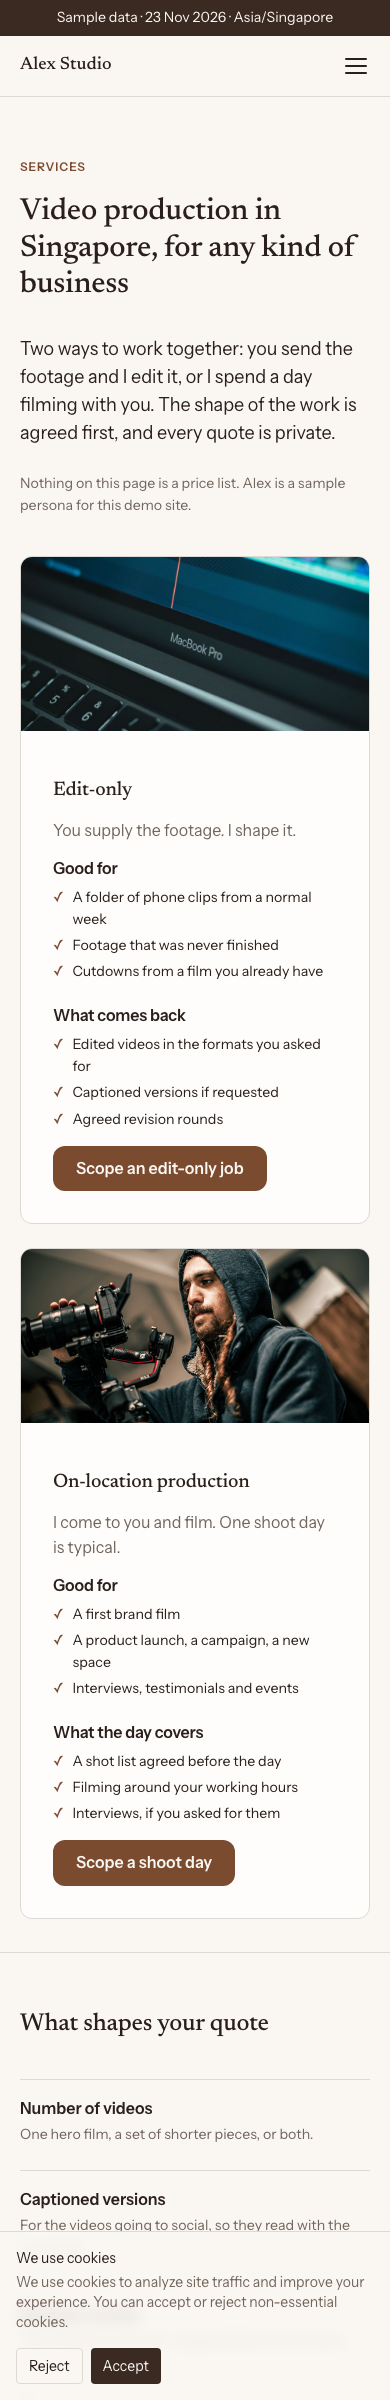 Sample data · 23 Nov 2026 · Asia/Singapore
Alex Studio
SERVICES
Video production in
Singapore, for any kind of
business
Two ways to work together: you send the
footage and I edit it, or I spend a day
filming with you. The shape of the work is
agreed first, and every quote is private.
Nothing on this page is a price list. Alex is a sample
persona for this demo site.
MacBook Pro
Edit-only
You supply the footage. I shape it.
Good for
✓ A folder of phone clips from a normal
week
✓ Footage that was never finished
✓ Cutdowns from a film you already have
What comes back
✓ Edited videos in the formats you asked
for
✓ Captioned versions if requested
✓ Agreed revision rounds
Scope an edit-only job
On-location production
I come to you and film. One shoot day
is typical.
Good for
✓ A first brand film
✓ A product launch, a campaign, a new
space
✓ Interviews, testimonials and events
What the day covers
✓ A shot list agreed before the day
✓ Filming around your working hours
✓ Interviews, if you asked for them
Scope a shoot day
What shapes your quote
Number of videos
One hero film, a set of shorter pieces, or both.
Captioned versions
For the videos going to social, so they read with the
We use cookies
We use cookies to analyze site traffic and improve your
experience. You can accept or reject non-essential
cookies.
Reject
Accept